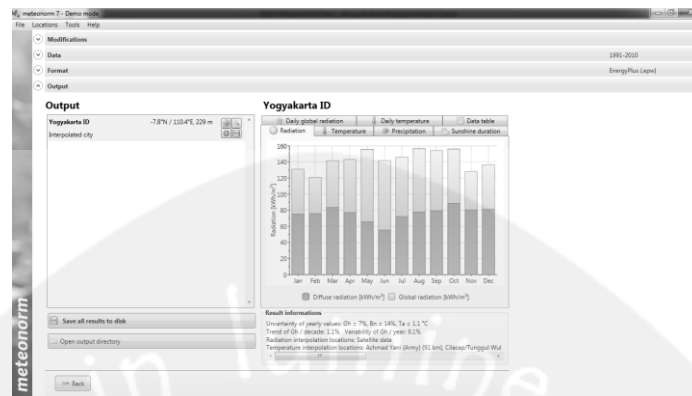 meteonorm 7 - Demo mode
File Locations Tools Help
Modifications
Data 1991-2010
Format EnergyPlus (.epw)
Output
Output
Yogyakarta ID -7.8°N / 110.4°E, 229 m
Interpolated city
Save all results to disk
Open output directory
Back
Yogyakarta ID
Daily global radiation Daily temperature Data table
Radiation Temperature Precipitation Sunshine duration
Radiation [kWh/m²]
160
140
120
100
80
60
40
20
0
Jan Feb Mar Apr May Jun Jul Aug Sep Oct Nov Dec
Diffuse radiation [kWh/m²] Global radiation [kWh/m²]
Result informations
Uncertainty of yearly values: Gh = 7%, Bn = 14%, Ta = 1.1 °C
Trend of Gh / decade: 1.1% Variability of Gh / year: 6.1%
Radiation interpolation locations: Satellite data
Temperature interpolation locations: Achmad Yani (Army) (91 km), Cilacap/Tunggul Wul
meteonorm
in lumine